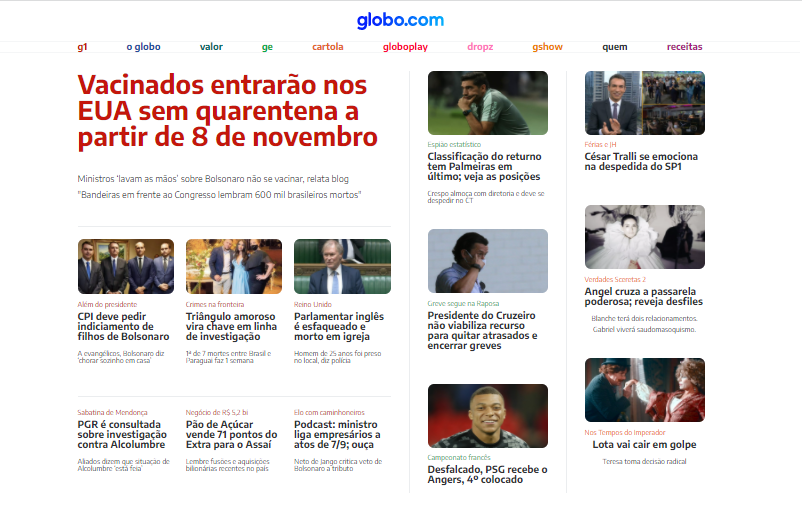 globo.com
g1
o globo
valor
ge
cartola
globoplay
dropz
gshow
quem
receitas
Vacinados entrarão nos
EUA sem quarentena a
partir de 8 de novembro
Ministros 'lavam as mãos' sobre Bolsonaro não se vacinar, relata blog
"Bandeiras em frente ao Congresso lembram 600 mil brasileiros mortos"
Além do presidente
CPI deve pedir
indiciamento de
filhos de Bolsonaro
A evangélicos, Bolsonaro diz
'chorar sozinho em casa'
Crimes na fronteira
Triângulo amoroso
vira chave em linha
de investigação
1ª de 7 mortes entre Brasil e
Paraguai faz 1 semana
Reino Unido
Parlamentar inglês
é esfaqueado e
morto em igreja
Homem de 25 anos foi preso
no local, diz polícia
Sabatina de Mendonça
PGR é consultada
sobre investigação
contra Alcolumbre
Aliados dizem que situação de
Alcolumbre 'está feia'
Negócio de R$ 5,2 bi
Pão de Açúcar
vende 71 pontos do
Extra para o Assaí
Lembre fusões e aquisições
bilionárias recentes no país
Elo com caminhoneiros
Podcast: ministro
liga empresários a
atos de 7/9; ouça
Neto de Jango critica veto de
Bolsonaro a tributo
Espião estatístico
Classificação do returno
tem Palmeiras em
último; veja as posições
Crespo almoça com diretoria e deve se
despedir no CT
Greve segue na Raposa
Presidente do Cruzeiro
não viabiliza recurso
para quitar atrasados e
encerrar greves
Campeonato francês
Desfalcado, PSG recebe o
Angers, 4º colocado
Férias e JH
César Tralli se emociona
na despedida do SP1
Verdades Secretas 2
Angel cruza a passarela
poderosa; reveja desfiles
Blanche terá dois relacionamentos.
Gabriel viverá saudomasoquismo.
Nos Tempos do Imperador
Lota vai cair em golpe
Teresa toma decisão radical